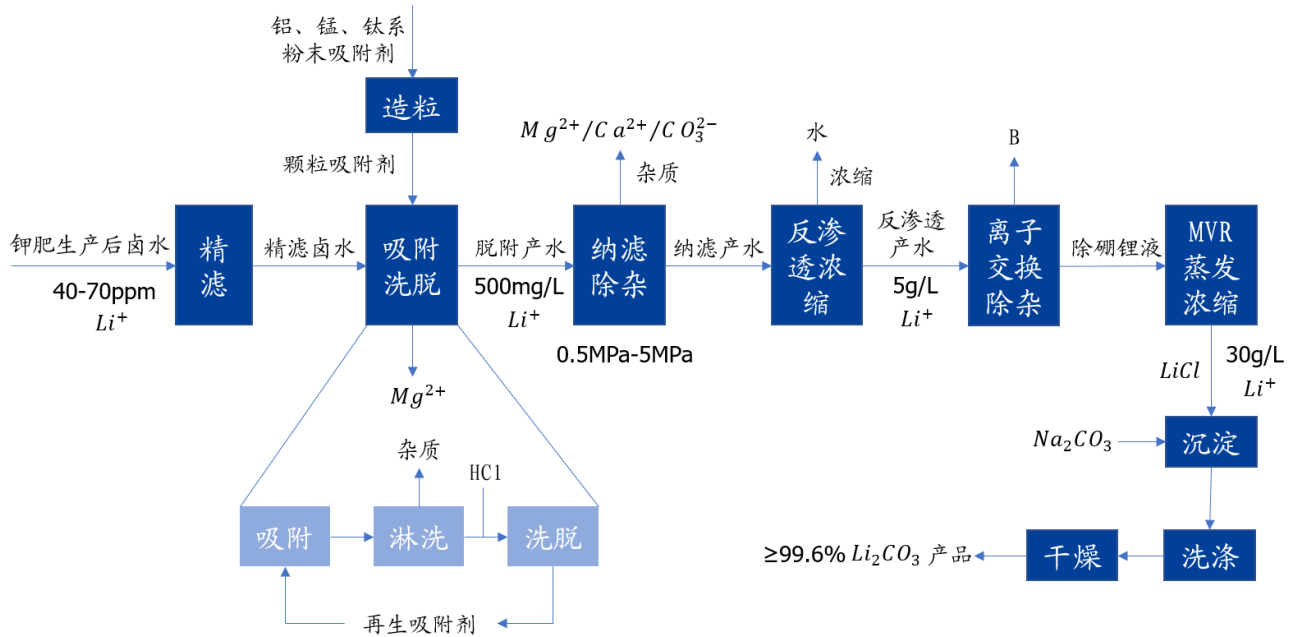 铝、锰、钛系
粉末吸附剂
造粒
颗粒吸附剂
钾肥生产后卤水
40-70ppm
Li⁺
精
滤
精滤卤水
吸附
洗脱
Mg²⁺
脱附产水
500mg/L
Li⁺
Mg²⁺/Ca²⁺/CO₃²⁻
杂质
纳滤
除杂
0.5MPa-5MPa
纳滤产水
水
浓缩
反渗
透浓
缩
反渗透
产水
5g/L
Li⁺
B
离子
交换
除杂
除硼锂液
MVR
蒸发
浓缩
LiCl
30g/L
Li⁺
Na₂CO₃
沉淀
洗涤
干燥
≥99.6% Li₂CO₃ 产品
杂质
HCl
吸附
淋洗
洗脱
再生吸附剂